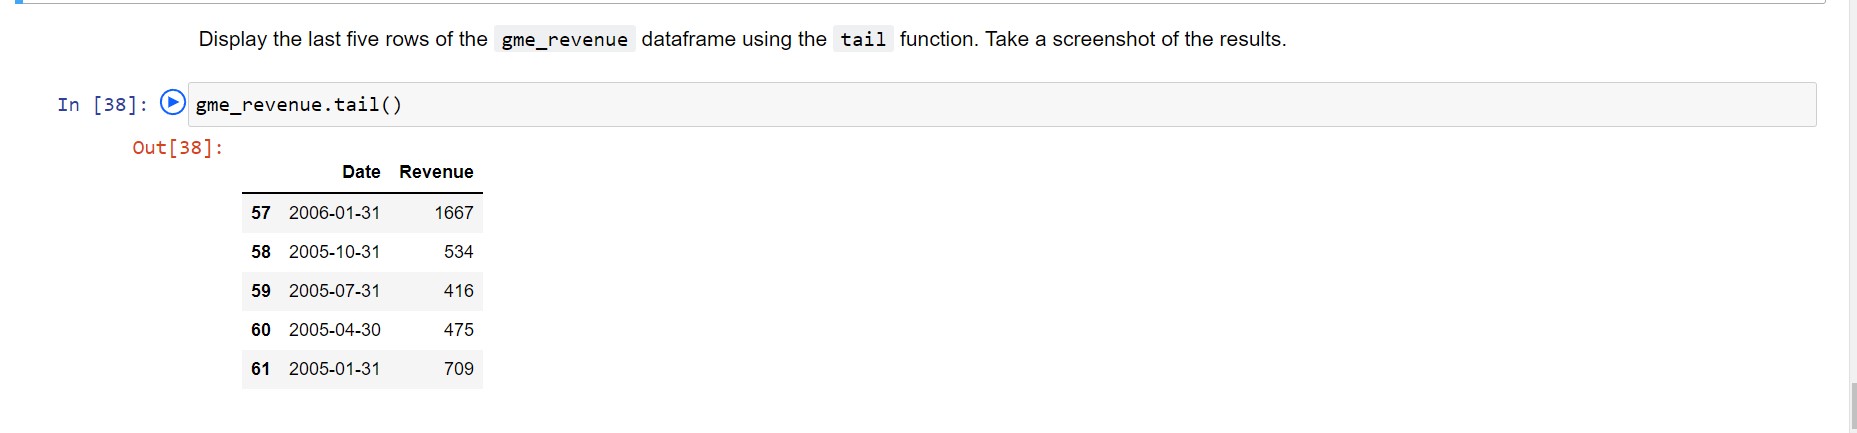 Display the last five rows of the gme_revenue dataframe using the tail function. Take a screenshot of the results.
In [38]: gme_revenue.tail()
Out[38]:
Date Revenue
57 2006-01-31 1667
58 2005-10-31 534
59 2005-07-31 416
60 2005-04-30 475
61 2005-01-31 709